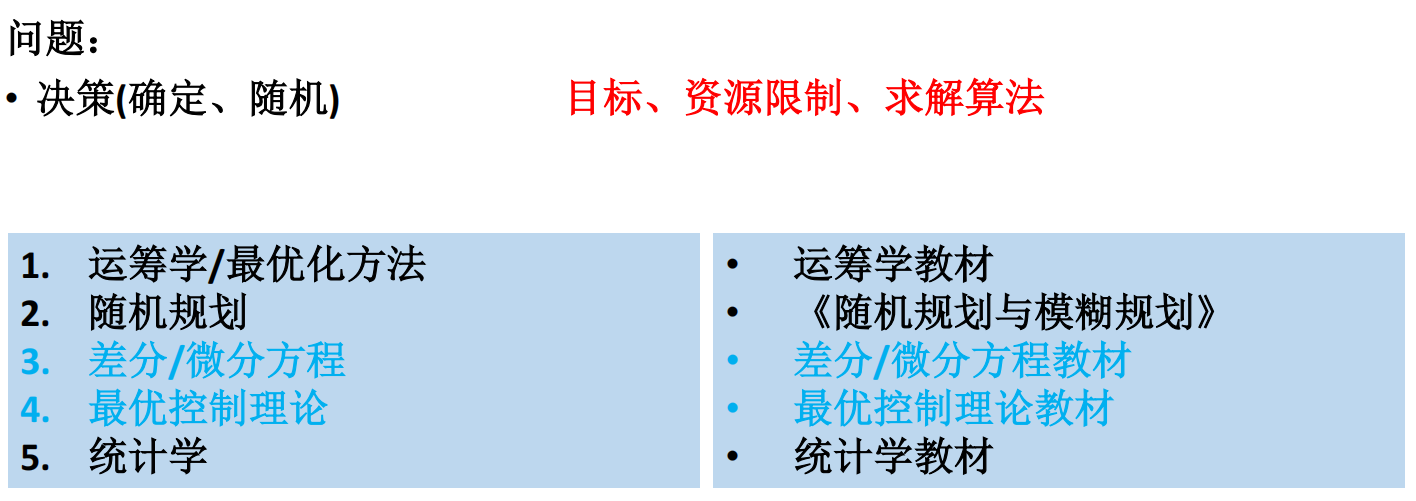 问题：
• 决策(确定、随机)
目标、资源限制、求解算法
1. 运筹学/最优化方法
2. 随机规划
3. 差分/微分方程
4. 最优控制理论
5. 统计学
• 运筹学教材
• 《随机规划与模糊规划》
• 差分/微分方程教材
• 最优控制理论教材
• 统计学教材